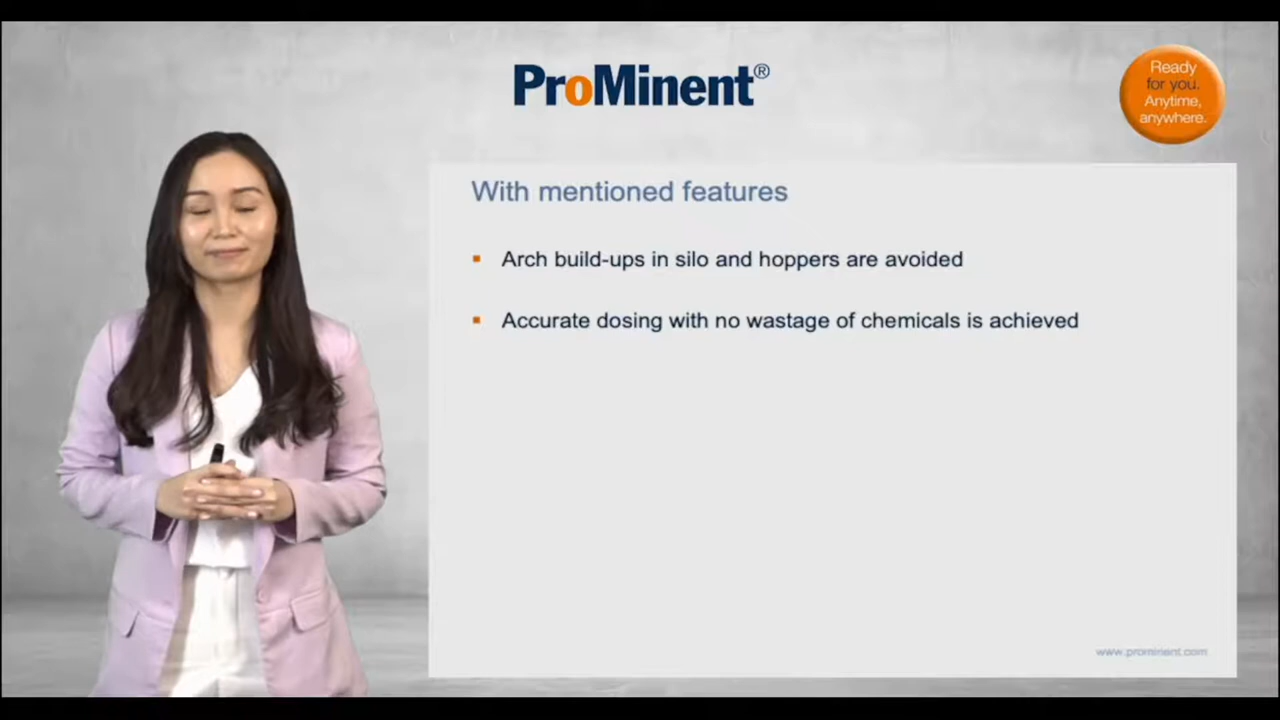 ProMinent®
Ready
for you.
Anytime,
anywhere.
With mentioned features
Arch build-ups in silo and hoppers are avoided
Accurate dosing with no wastage of chemicals is achieved
www.prominent.com